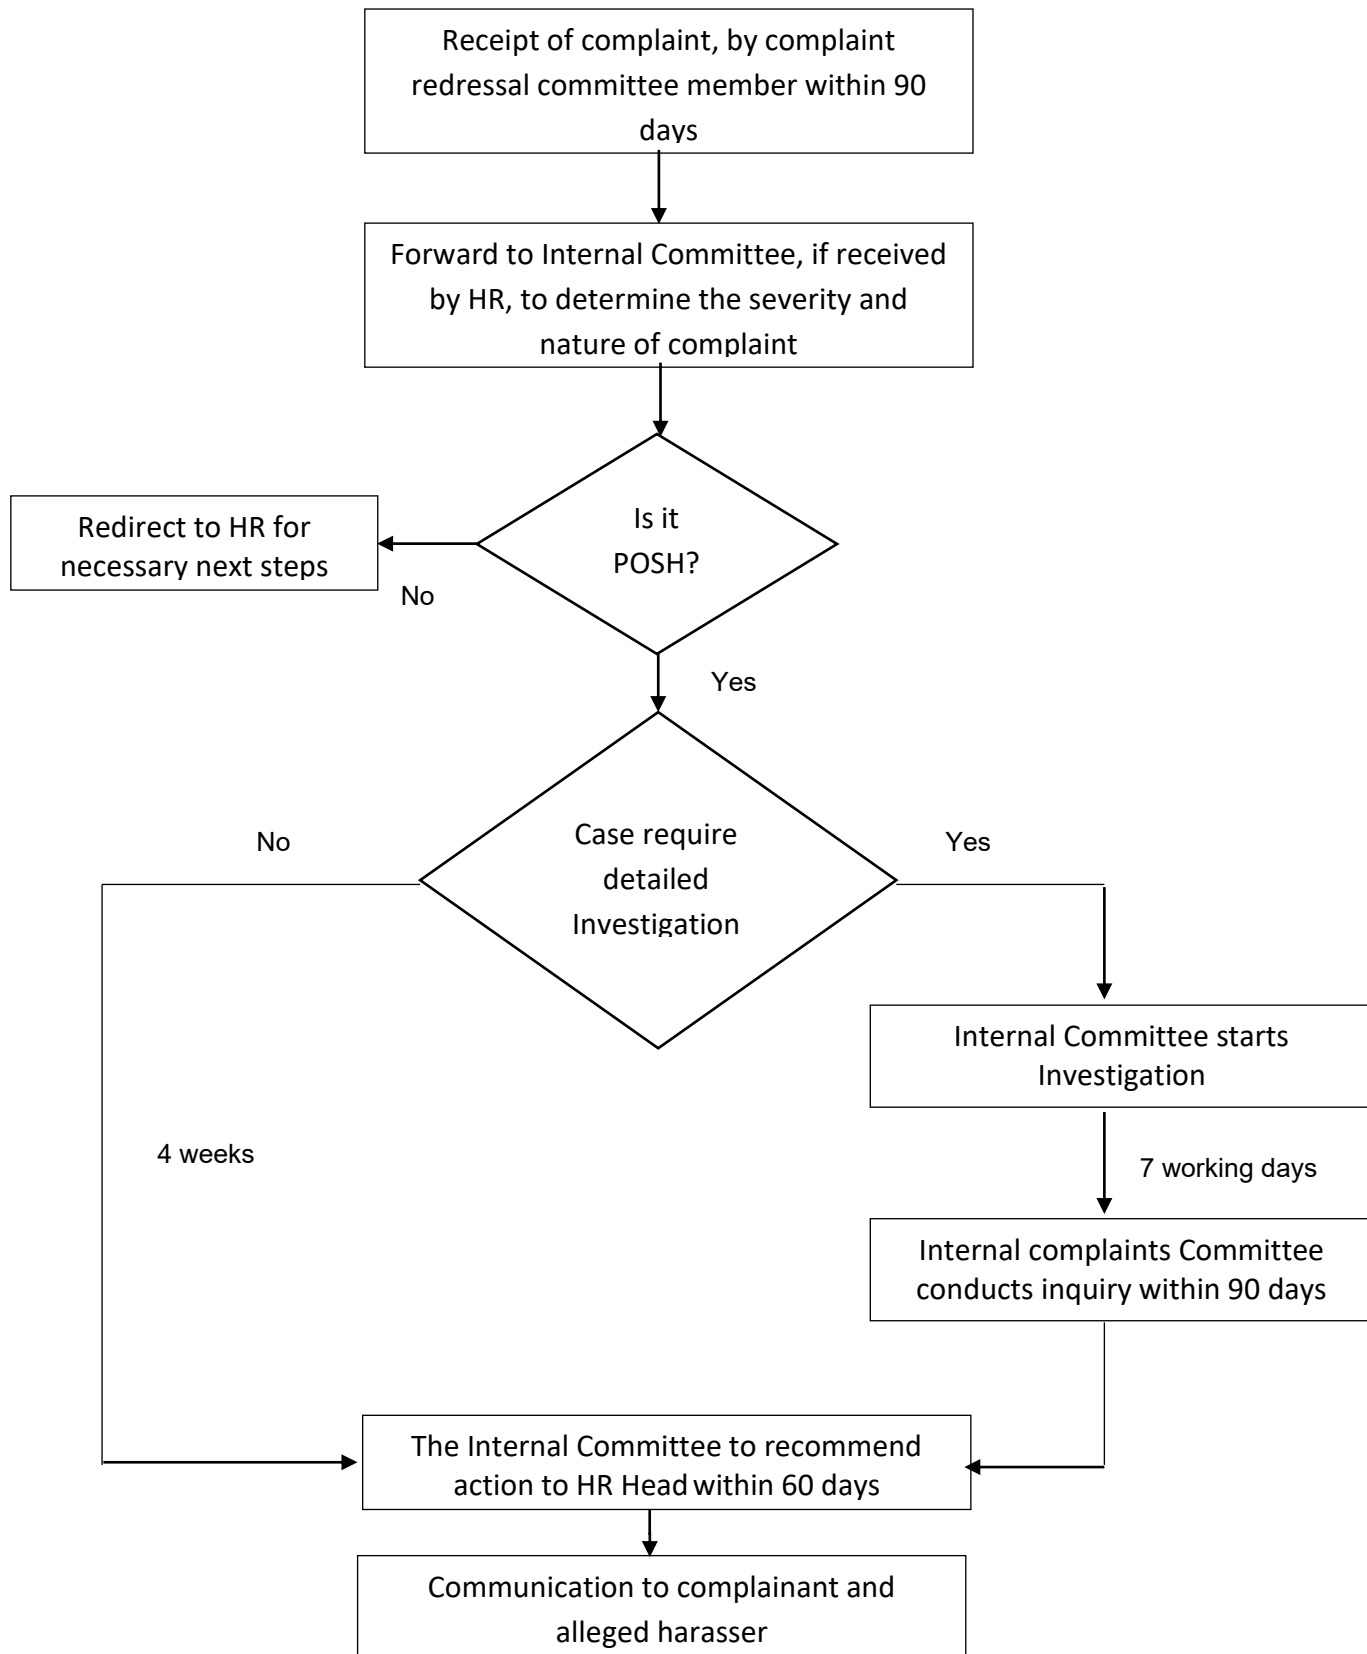 Receipt of complaint, by complaint
redressal committee member within 90
days
Forward to Internal Committee, if received
by HR, to determine the severity and
nature of complaint
Is it
POSH?
Redirect to HR for
necessary next steps
No
Yes
No
Case require
detailed
Investigation
Yes
Internal Committee starts
Investigation
4 weeks
7 working days
Internal complaints Committee
conducts inquiry within 90 days
The Internal Committee to recommend
action to HR Head within 60 days
Communication to complainant and
alleged harasser